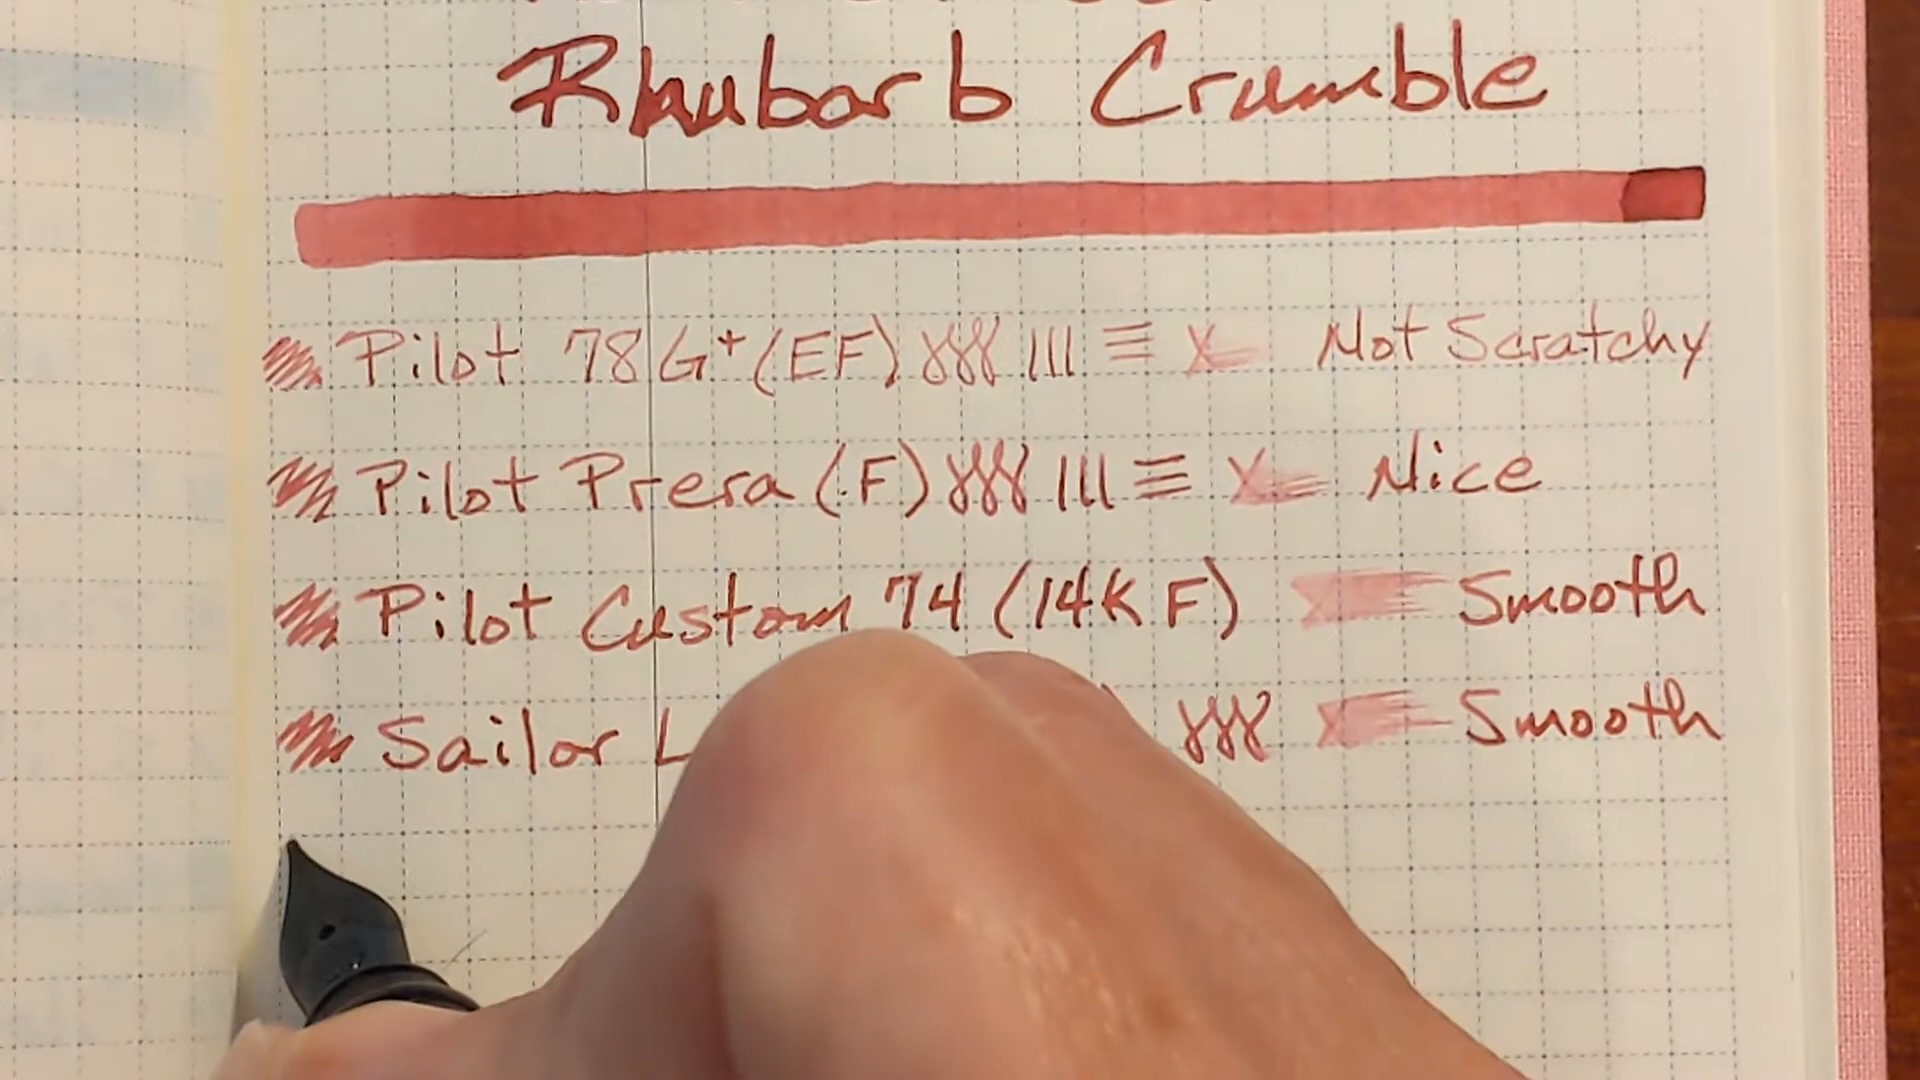 Rhubarb Crumble
Pilot 78G+ (EF) Not Scratchy
Pilot Prera (F) Nice
Pilot Custom 74 (14K F) Smooth
Sailor Smooth